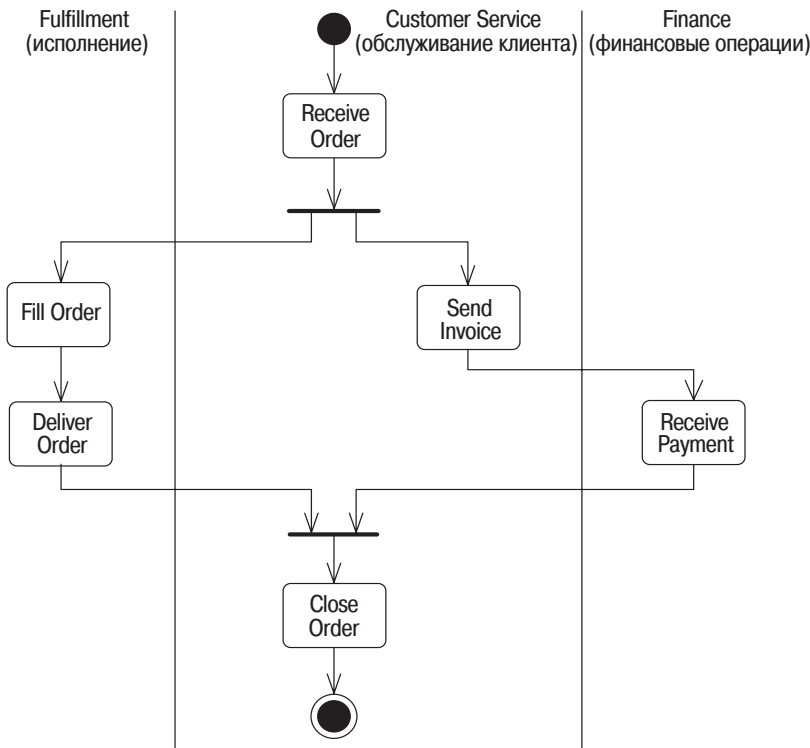 Fulfillment
(исполнение)
Customer Service
(обслуживание клиента)
Finance
(финансовые операции)
Receive
Order
Fill Order
Send
Invoice
Deliver
Order
Receive
Payment
Close
Order